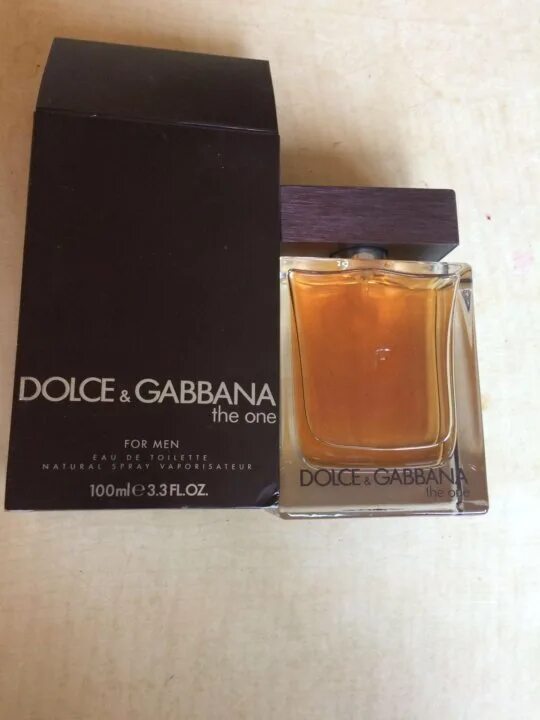 DOLCE & GABBANA
the one
FOR MEN
EAU DE TOILETTE
NATURAL SPRAY VAPORISATEUR
100ml℮3.3 FL.OZ.
DOLCE & GABBANA
the one